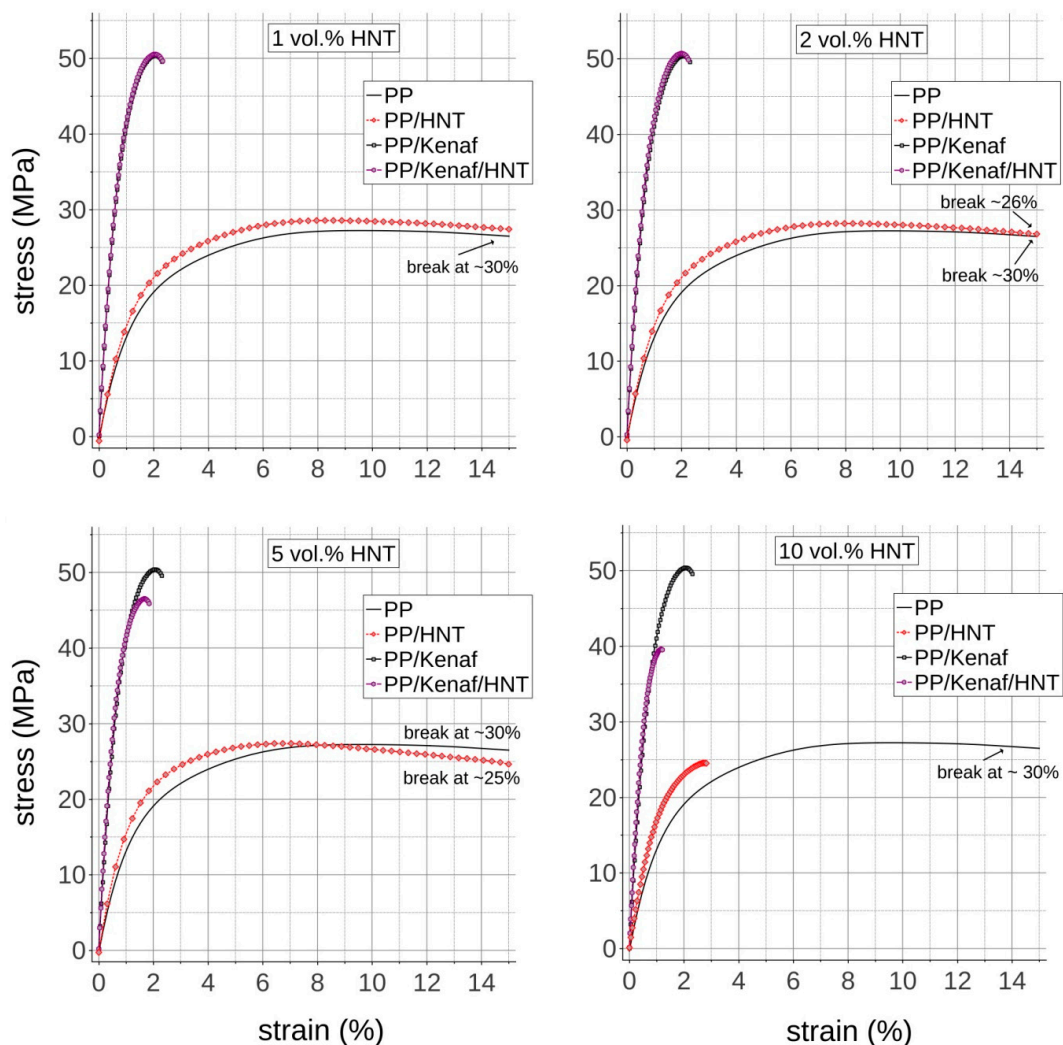 1 vol.% HNT
50
40
30
20
10
0
stress (MPa)
PP
PP/HNT
PP/Kenaf
PP/Kenaf/HNT
break at ~30%
0 2 4 6 8 10 12 14
2 vol.% HNT
50
40
30
20
10
0
PP
PP/HNT
PP/Kenaf
PP/Kenaf/HNT
break ~26%
break ~30%
0 2 4 6 8 10 12 14
5 vol.% HNT
50
40
30
20
10
0
stress (MPa)
PP
PP/HNT
PP/Kenaf
PP/Kenaf/HNT
break at ~30%
break at ~25%
0 2 4 6 8 10 12 14
strain (%)
10 vol.% HNT
50
40
30
20
10
0
PP
PP/HNT
PP/Kenaf
PP/Kenaf/HNT
break at ~ 30%
0 2 4 6 8 10 12 14
strain (%)